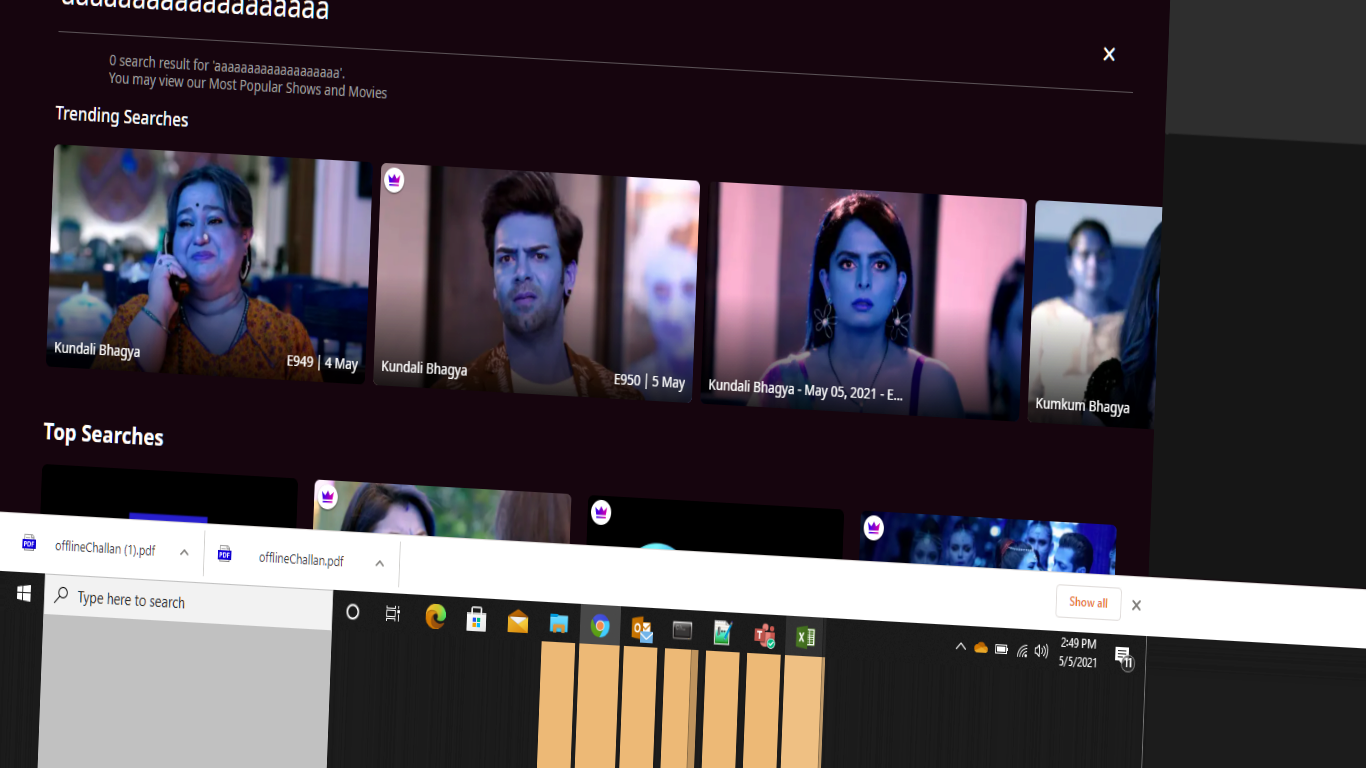 0 search result for 'aaaaaaaaaaaaaaaaaaa'.
You may view our Most Popular Shows and Movies
Trending Searches
Kundali Bhagya
E949 | 4 May
Kundali Bhagya
E950 | 5 May
Kundali Bhagya - May 05, 2021 - E...
Kumkum Bhagya
Top Searches
PDF
offlineChallan (1).pdf
PDF
offlineChallan.pdf
Show all
Type here to search
2:49 PM
5/5/2021
11